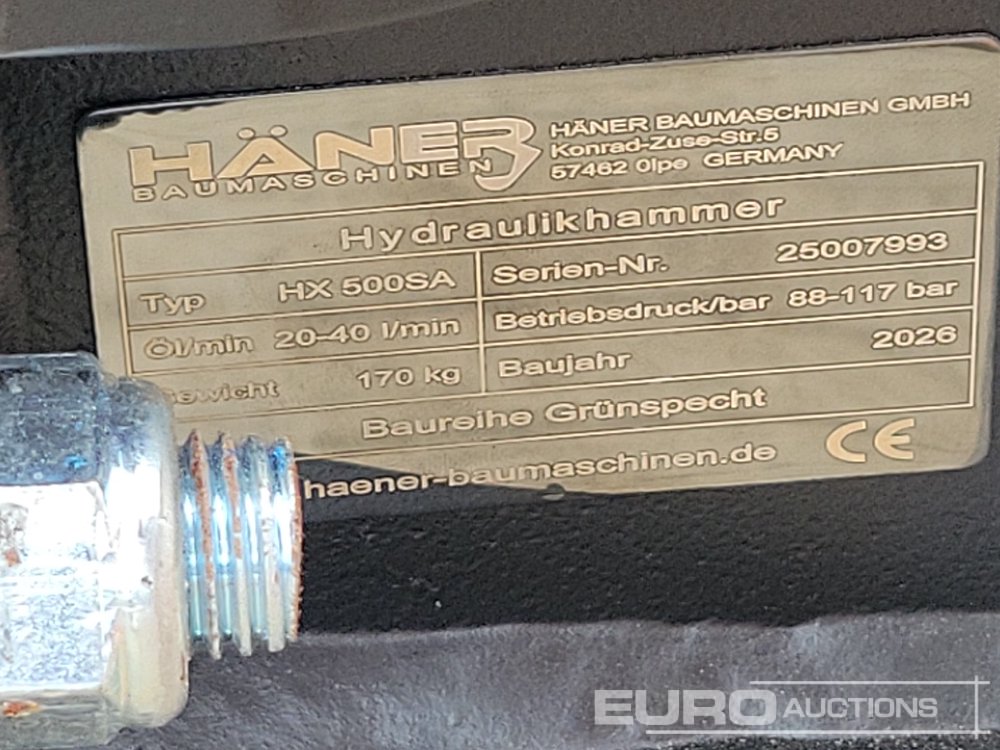 HÄNER
BAUMASCHINEN
HÄNER BAUMASCHINEN GMBH
Konrad-Zuse-Str.5
57462 Olpe GERMANY
Hydraulikhammer
Typ HX 500SA
Serien-Nr. 25007993
Öl/min 20-40 l/min
Betriebsdruck/bar 88-117 bar
Gewicht 170 kg
Baujahr 2026
Baureihe Grünspecht
haener-baumaschinen.de CE
EURO AUCTIONS